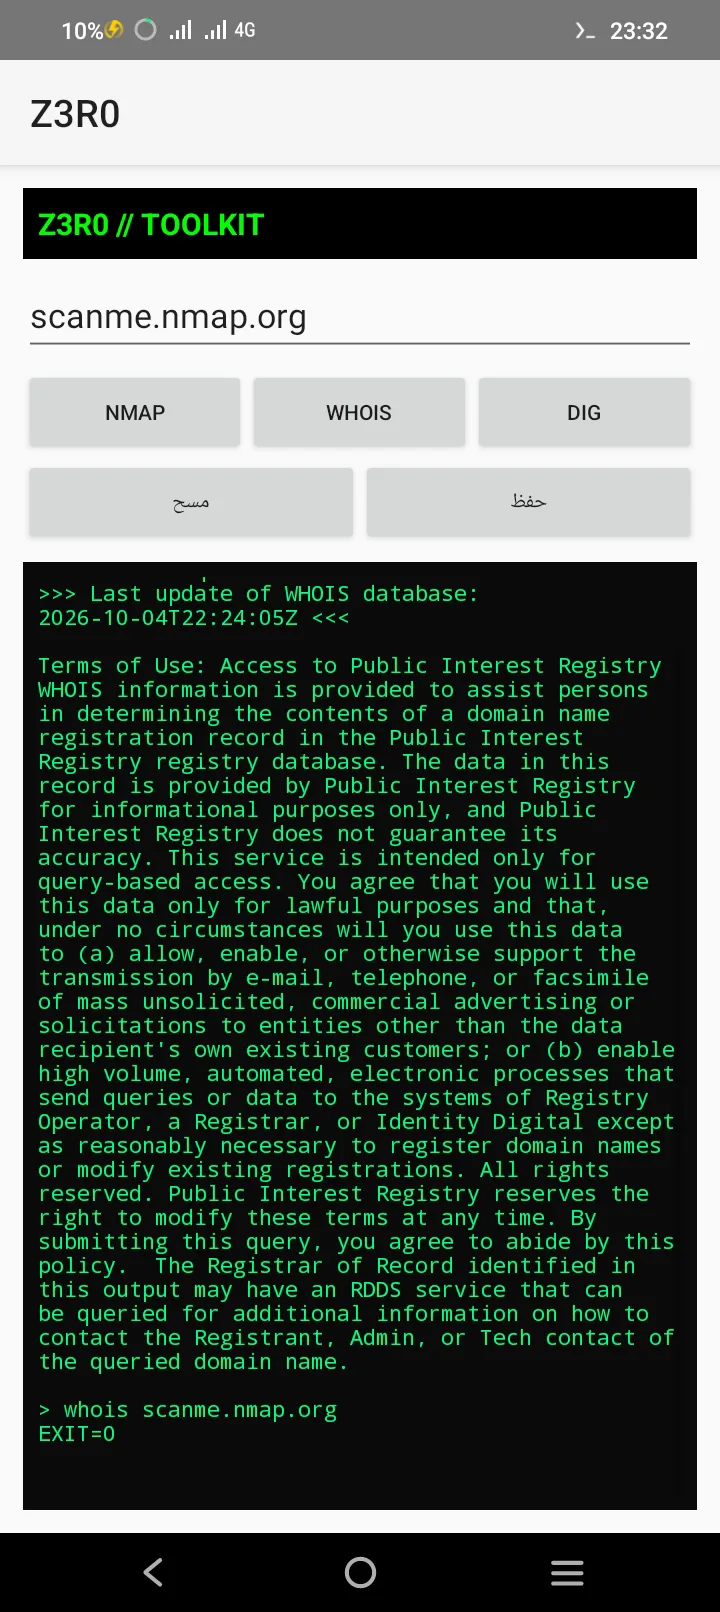 10% 4G 23:32
Z3R0
Z3R0 // TOOLKIT
scanme.nmap.org
NMAP WHOIS DIG
مسح حفظ
>>> Last update of WHOIS database:
2026-10-04T22:24:05Z <<<
Terms of Use: Access to Public Interest Registry
WHOIS information is provided to assist persons
in determining the contents of a domain name
registration record in the Public Interest
Registry registry database. The data in this
record is provided by Public Interest Registry
for informational purposes only, and Public
Interest Registry does not guarantee its
accuracy. This service is intended only for
query-based access. You agree that you will use
this data only for lawful purposes and that,
under no circumstances will you use this data
to (a) allow, enable, or otherwise support the
transmission by e-mail, telephone, or facsimile
of mass unsolicited, commercial advertising or
solicitations to entities other than the data
recipient's own existing customers; or (b) enable
high volume, automated, electronic processes that
send queries or data to the systems of Registry
Operator, a Registrar, or Identity Digital except
as reasonably necessary to register domain names
or modify existing registrations. All rights
reserved. Public Interest Registry reserves the
right to modify these terms at any time. By
submitting this query, you agree to abide by this
policy.  The Registrar of Record identified in
this output may have an RDDS service that can
be queried for additional information on how to
contact the Registrant, Admin, or Tech contact of
the queried domain name.
> whois scanme.nmap.org
EXIT=0